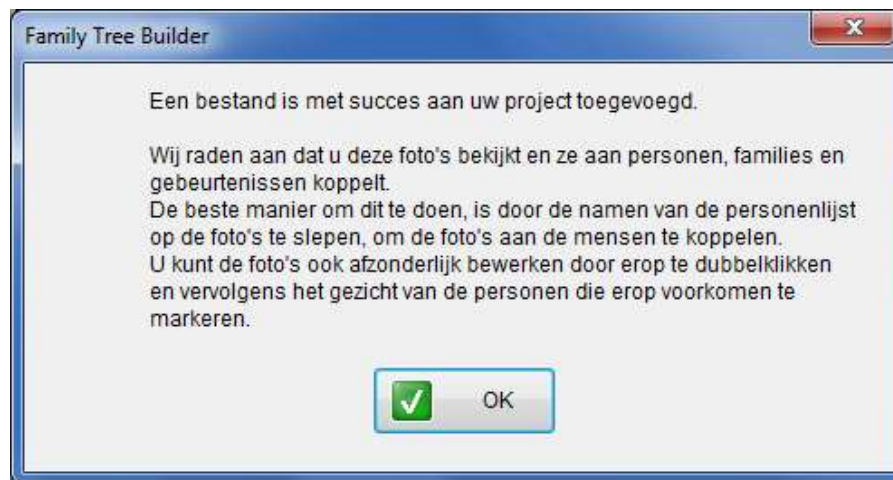 Family Tree Builder
Een bestand is met succes aan uw project toegevoegd.
Wij raden aan dat u deze foto's bekijkt en ze aan personen, families en
gebeurtenissen koppelt.
De beste manier om dit te doen, is door de namen van de personenlijst
op de foto's te slepen, om de foto's aan de mensen te koppelen.
U kunt de foto's ook afzonderlijk bewerken door erop te dubbelklikken
en vervolgens het gezicht van de personen die erop voorkomen te
markeren.
OK